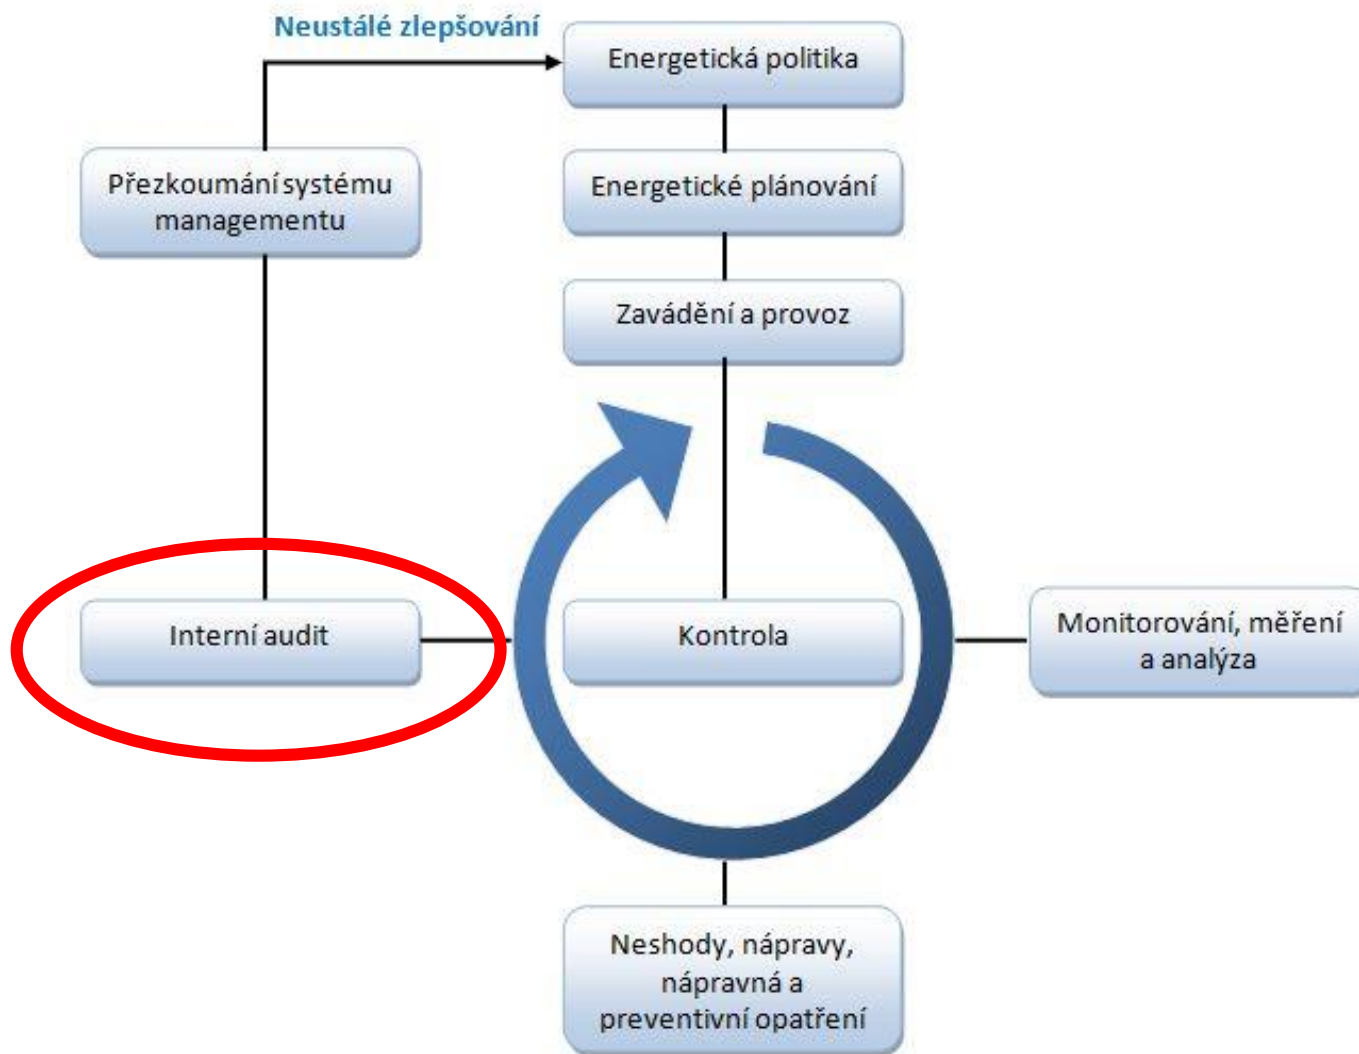 Neustálé zlepšování
Energetická politika
Přezkoumání systému
managementu
Energetické plánování
Zavádění a provoz
Interní audit
Kontrola
Monitorování, měření
a analýza
Neshody, nápravy,
nápravná a
preventivní opatření